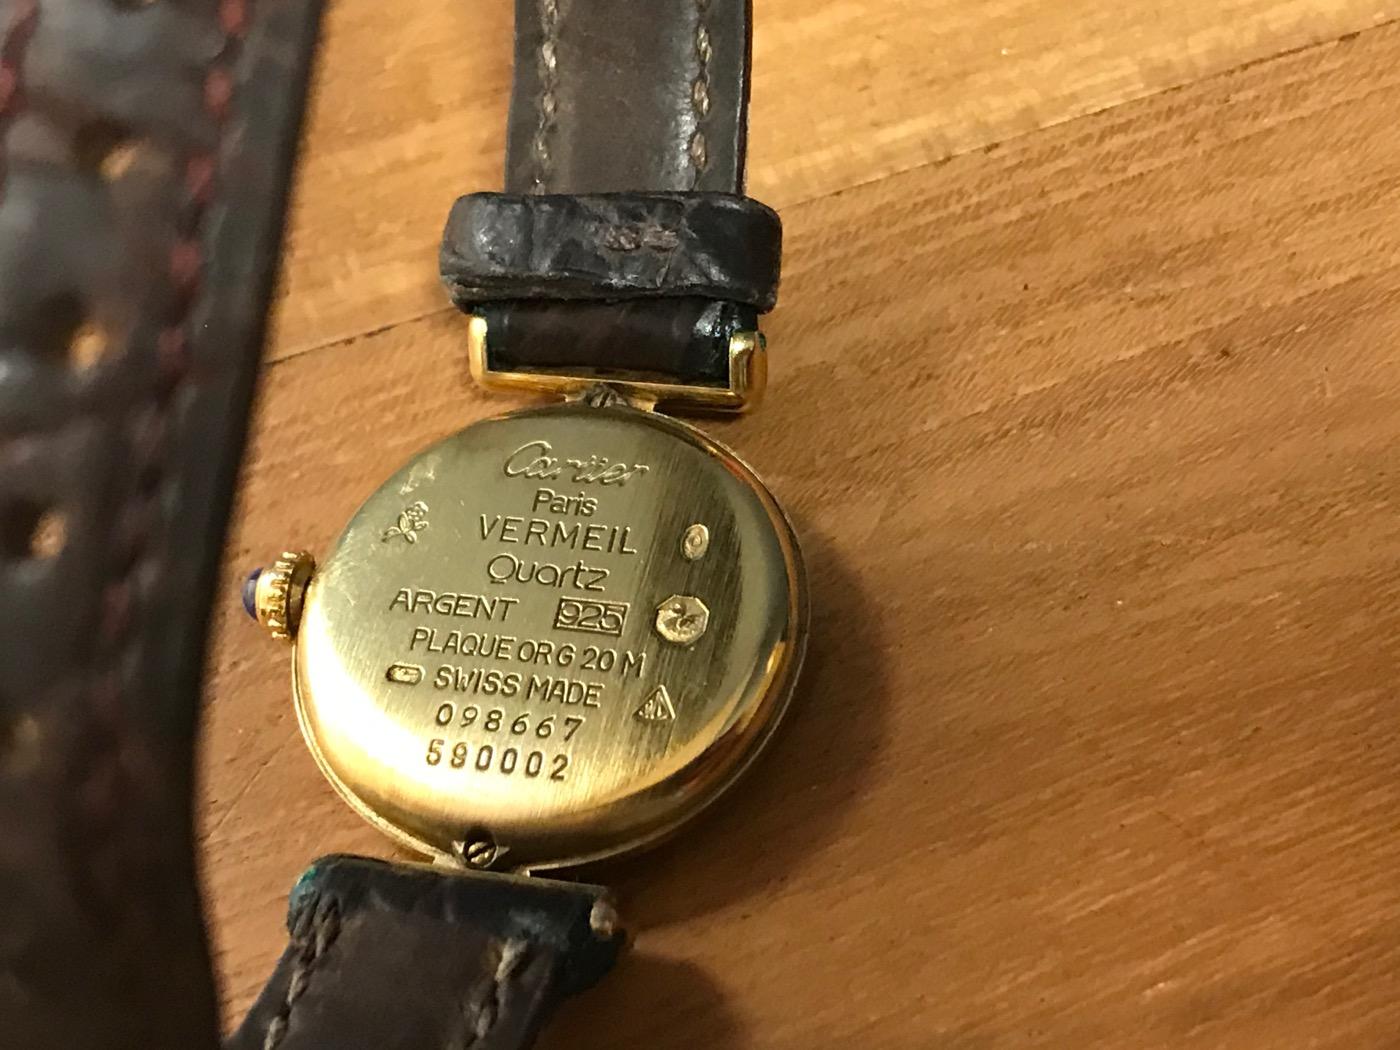 Cartier
Paris
VERMEIL
Quartz
ARGENT 925
PLAQUE OR G 20 M
SWISS MADE
098667
590002